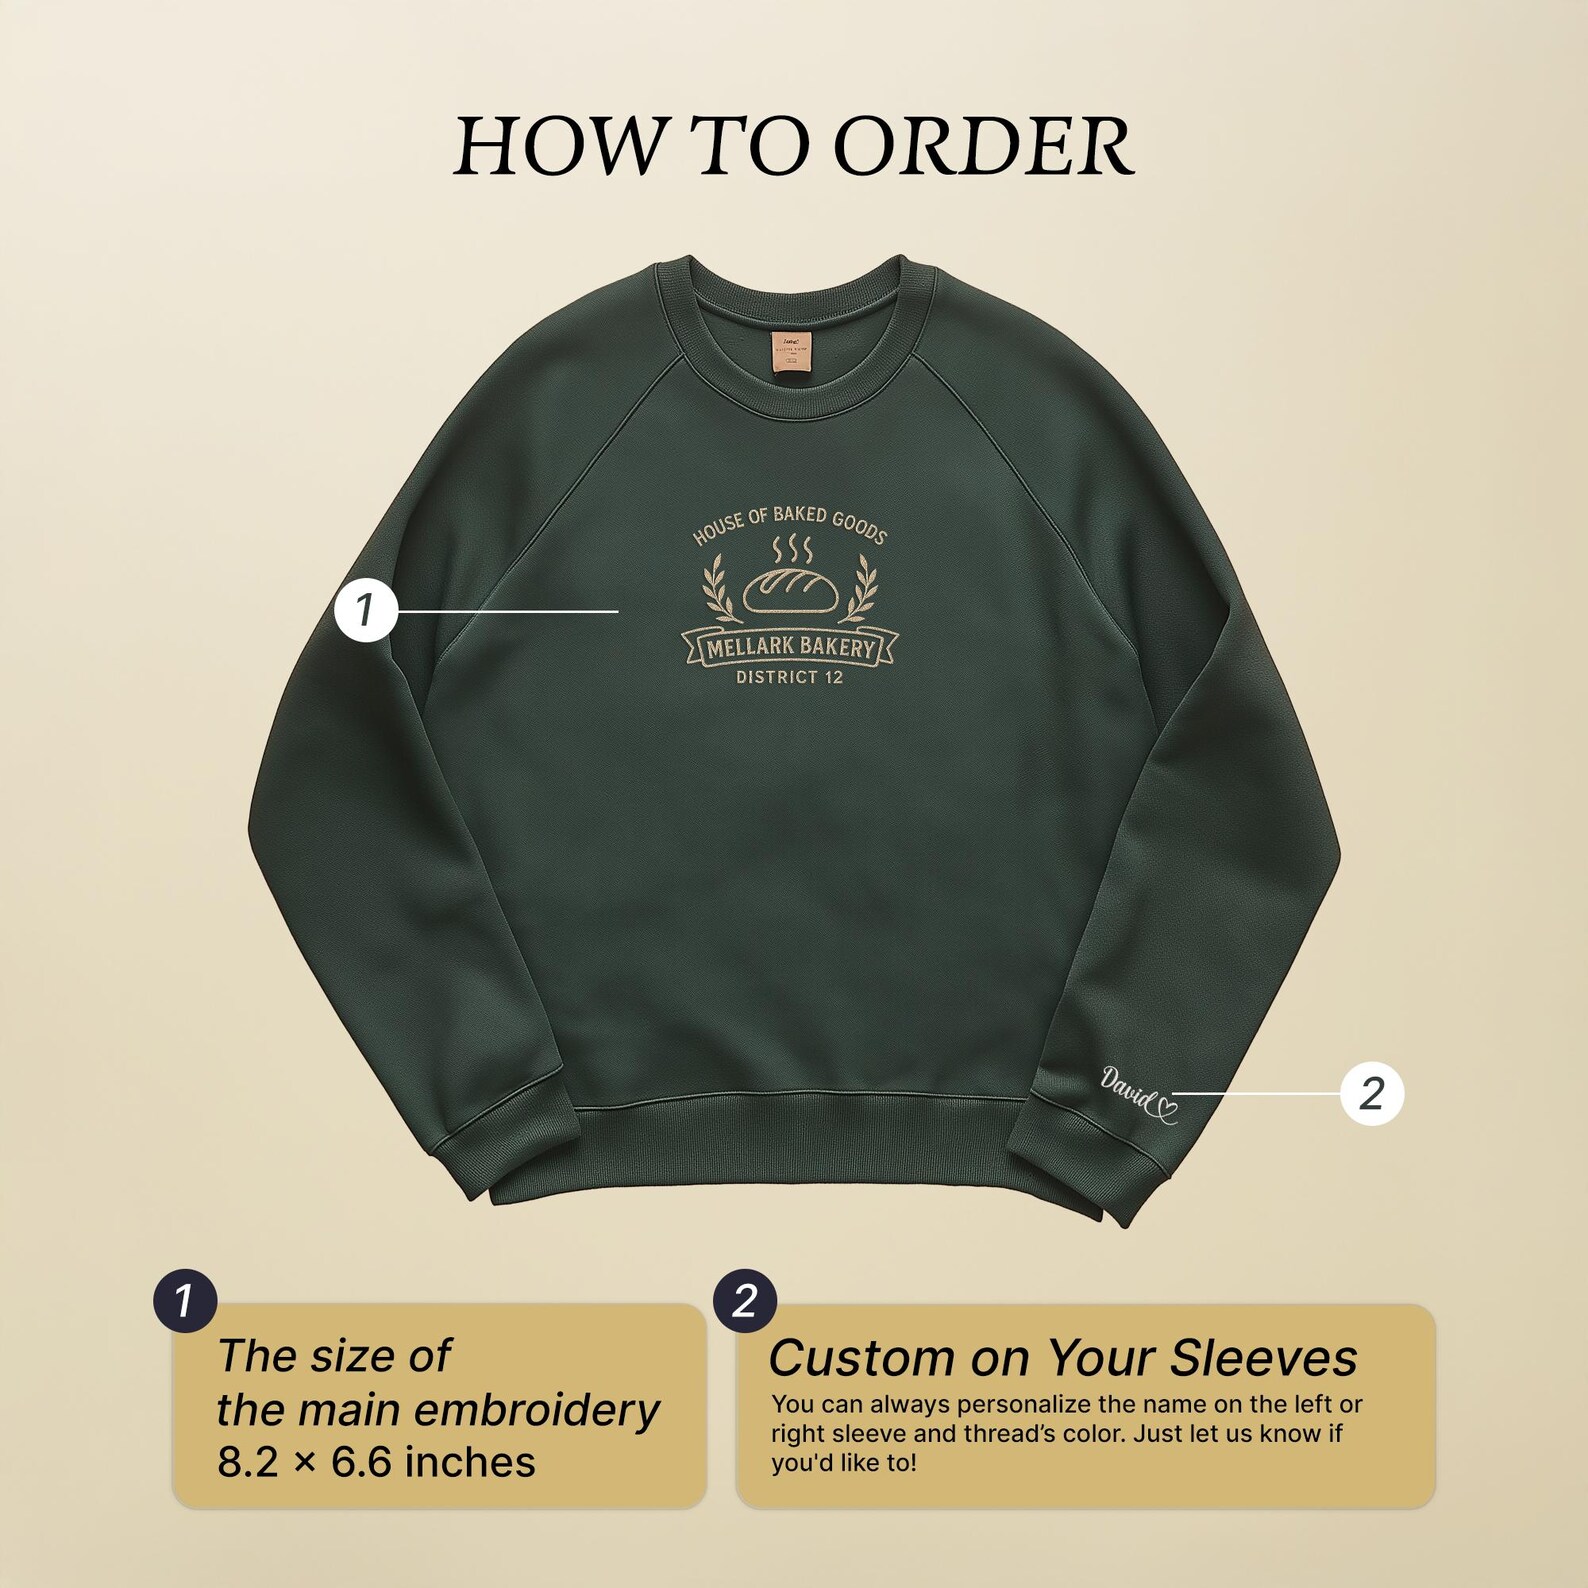 HOW TO ORDER
HOUSE OF BAKED GOODS
MELLARK BAKERY
DISTRICT 12
1
David
2
1
The size of
the main embroidery
8.2 × 6.6 inches
2
Custom on Your Sleeves
You can always personalize the name on the left or
right sleeve and thread’s color. Just let us know if
you'd like to!